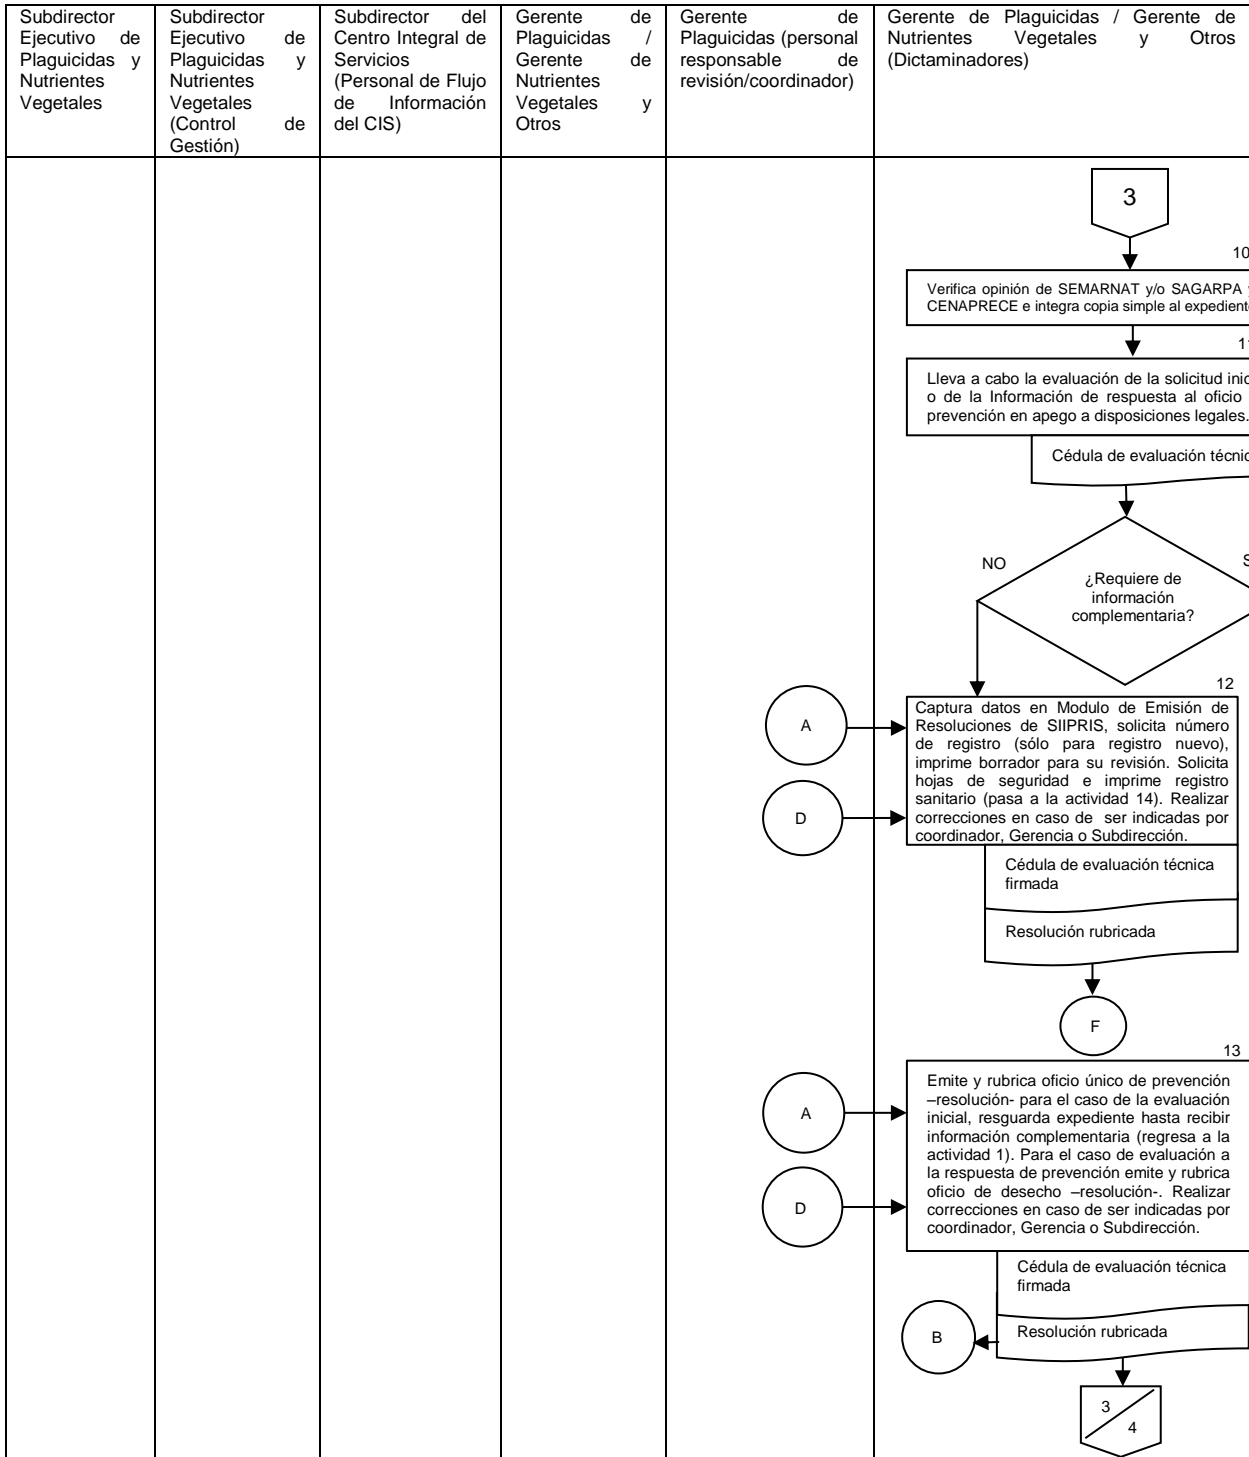 Subdirector
Ejecutivo de
Plaguicidas y
Nutrientes
Vegetales
Subdirector
Ejecutivo de
Plaguicidas y
Nutrientes
Vegetales
(Control de
Gestión)
Subdirector del
Centro Integral de
Servicios
(Personal de Flujo
de Información
del CIS)
Gerente de
Plaguicidas /
Gerente de
Nutrientes
Vegetales y
Otros
Gerente de
Plaguicidas (personal
responsable de
revisión/coordinador)
Gerente de Plaguicidas / Gerente de
Nutrientes Vegetales y Otros
(Dictaminadores)
3
10
Verifica opinión de SEMARNAT y/o SAGARPA
CENAPRECE e integra copia simple al
Lleva a cabo la evaluación de la solicitud
o de la Información de respuesta al oficio
prevención en apego a disposiciones legales.
Cédula de evaluación
NO
¿Requiere de
información
complementaria?
12
A
D
Captura datos en Modulo de Emisión de
Resoluciones de SIIPRIS, solicita número
de registro (sólo para registro nuevo),
imprime borrador para su revisión. Solicita
hojas de seguridad e imprime registro
sanitario (pasa a la actividad 14). Realizar
correcciones en caso de ser indicadas por
coordinador, Gerencia o Subdirección.
Cédula de evaluación técnica
firmada
Resolución rubricada
F
13
A
D
Emite y rubrica oficio único de prevención
–resolución- para el caso de la evaluación
inicial, resguarda expediente hasta recibir
información complementaria (regresa a la
actividad 1). Para el caso de evaluación a
la respuesta de prevención emite y rubrica
oficio de desecho –resolución-. Realizar
correcciones en caso de ser indicadas por
coordinador, Gerencia o Subdirección.
Cédula de evaluación técnica
firmada
B
Resolución rubricada
3
4